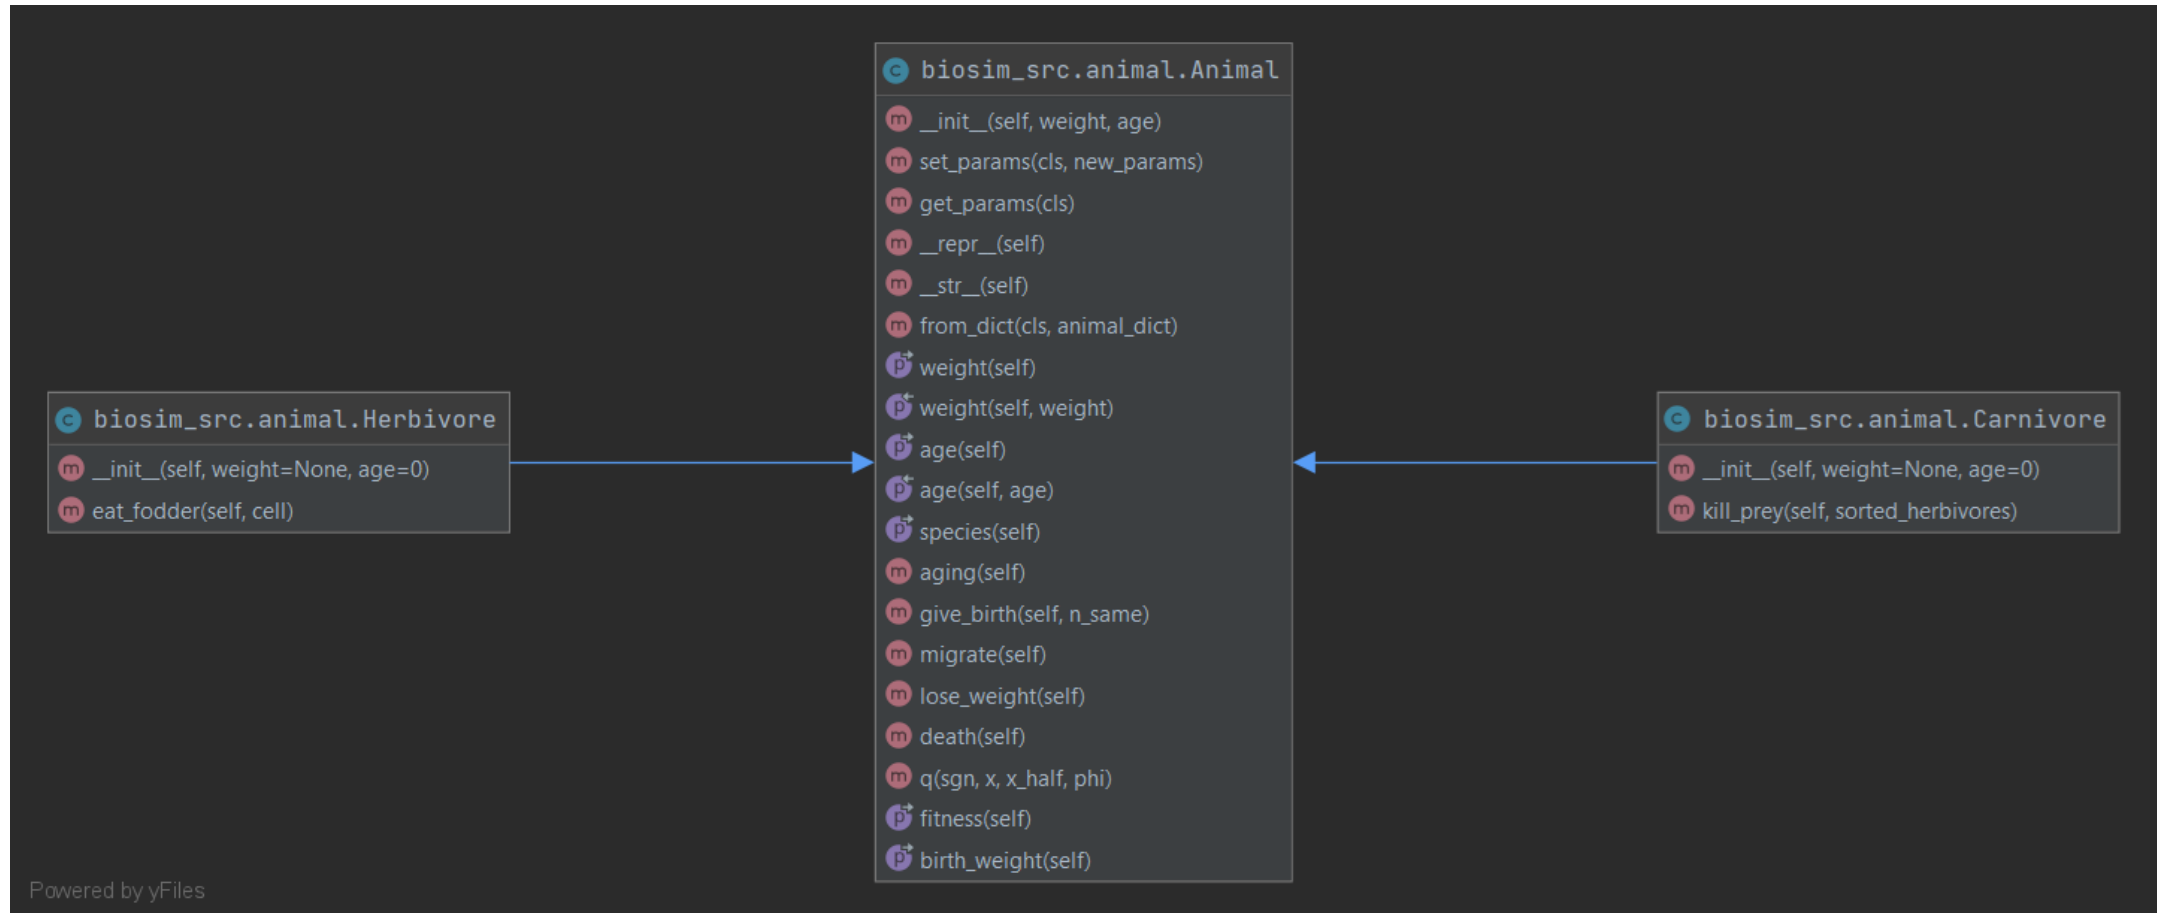 biosim_src.animal.Animal
__init__(self, weight, age)
set_params(cls, new_params)
get_params(cls)
__repr__(self)
__str__(self)
from_dict(cls, animal_dict)
weight(self)
weight(self, weight)
age(self)
age(self, age)
species(self)
aging(self)
give_birth(self, n_same)
migrate(self)
lose_weight(self)
death(self)
q(sgn, x, x_half, phi)
fitness(self)
birth_weight(self)
biosim_src.animal.Herbivore
__init__(self, weight=None, age=0)
eat_fodder(self, cell)
biosim_src.animal.Carnivore
__init__(self, weight=None, age=0)
kill_prey(self, sorted_herbivores)
Powered by yFiles